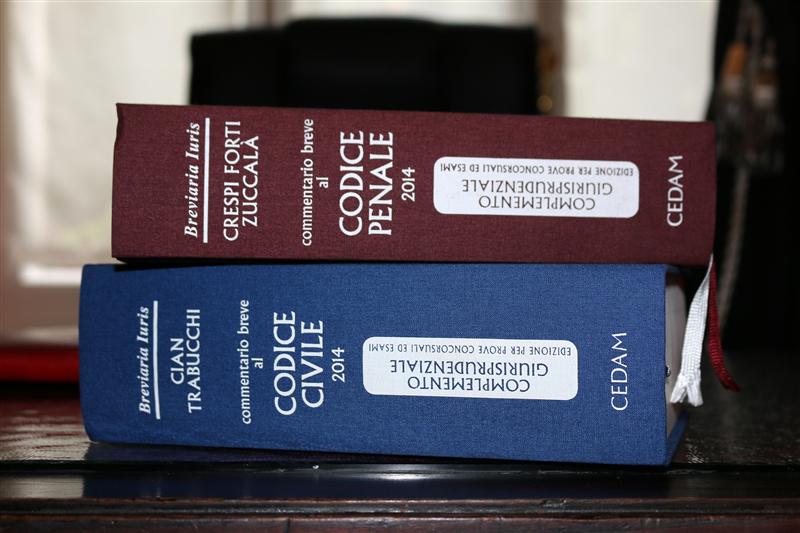 Breviaria Iuris
CRESPI FORTI
ZUCCALÀ
commentario breve
al
CODICE
PENALE
2014
COMPLEMENTO
GIURISPRUDENZIALE
EDIZIONE PER PROVE CONCORSUALI ED ESAMI
CEDAM
Breviaria Iuris
CIAN
TRABUCCHI
commentario breve
al
CODICE
CIVILE
2014
COMPLEMENTO
GIURISPRUDENZIALE
EDIZIONE PER PROVE CONCORSUALI ED ESAMI
CEDAM